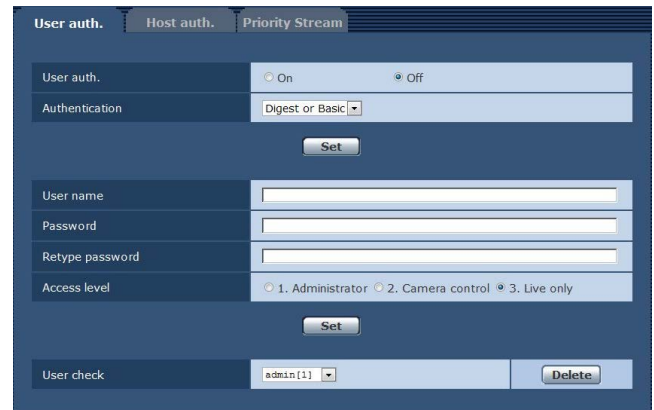 User auth. Host auth. Priority Stream
User auth. On Off
Authentication Digest or Basic
Set
User name
Password
Retype password
Access level 1. Administrator 2. Camera control 3. Live only
Set
User check admin[1] Delete